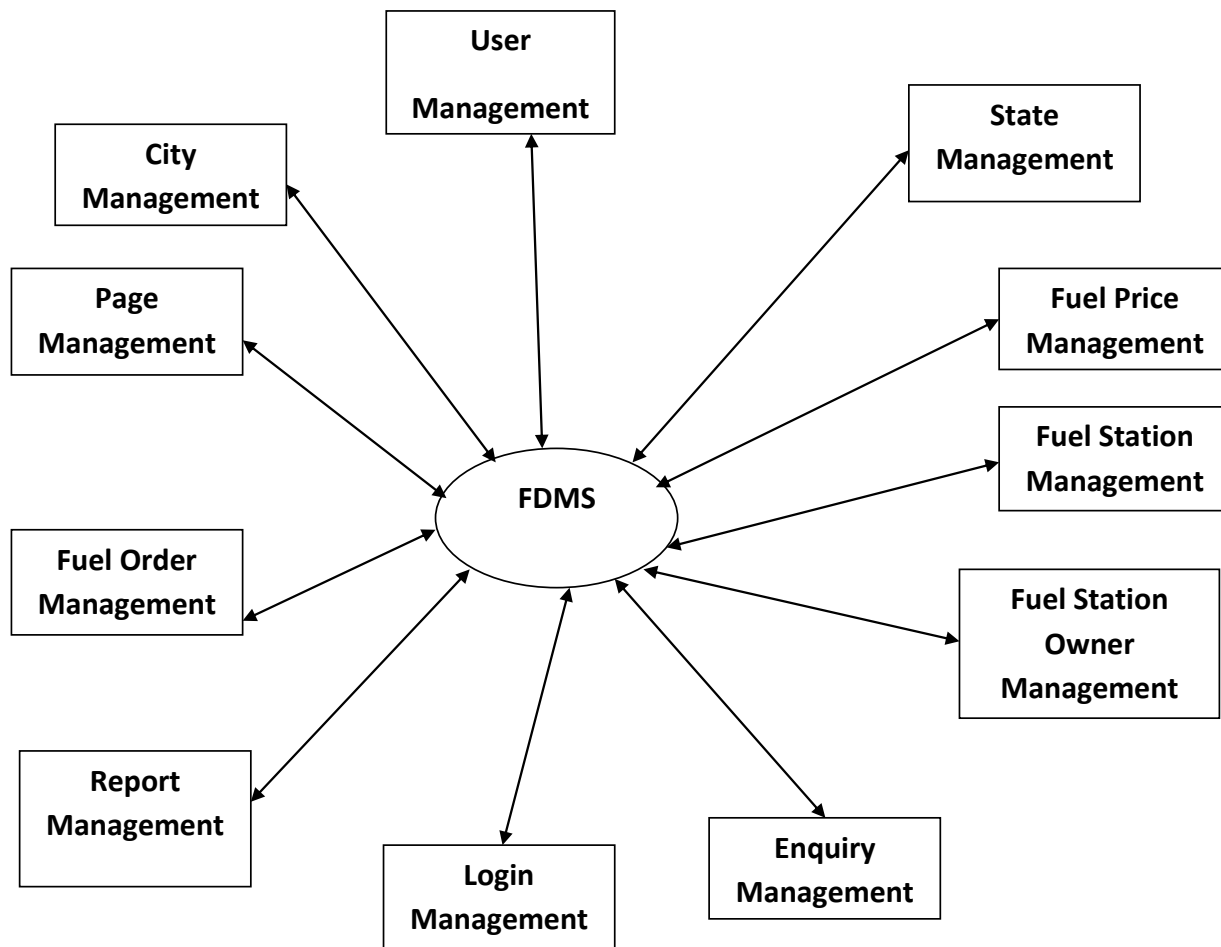 User
Management
State
Management
City
Management
Page
Management
Fuel Price
Management
Fuel Station
Management
FDMS
Fuel Order
Management
Fuel Station
Owner
Management
Report
Management
Enquiry
Management
Login
Management